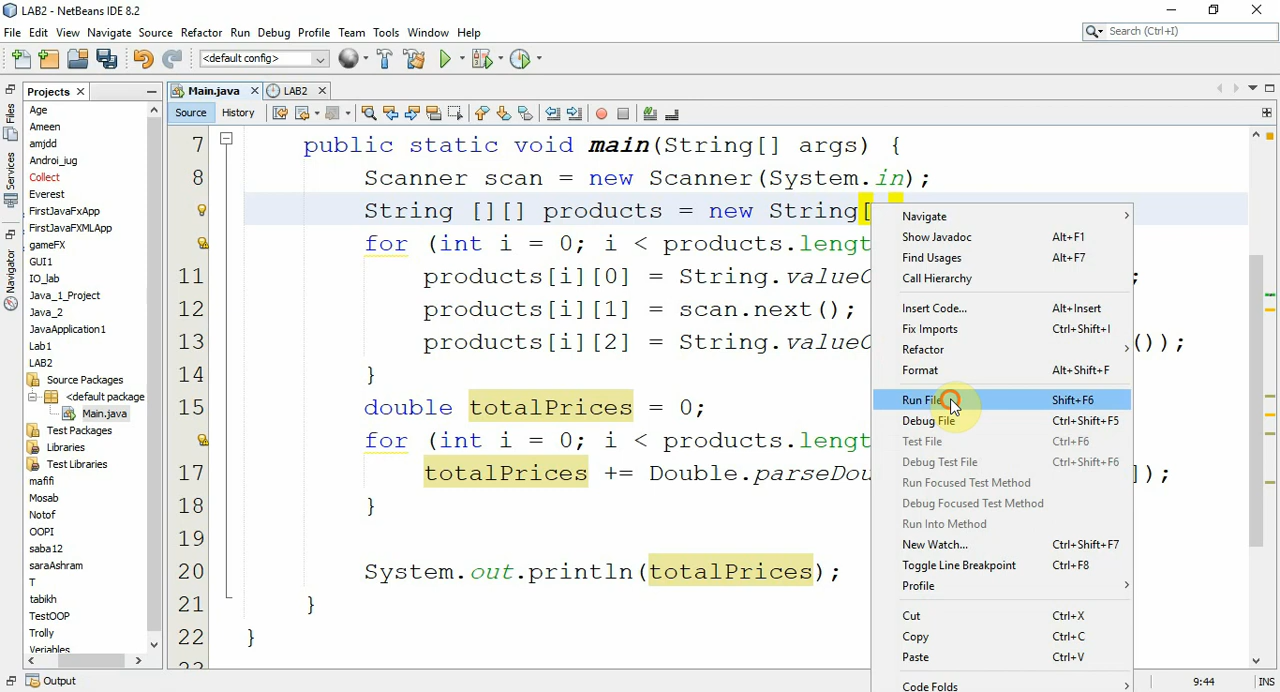 LAB2 - NetBeans IDE 8.2
File Edit View Navigate Source Refactor Run Debug Profile Team Tools Window Help
Search (Ctrl+I)
<default config>
Projects
Main.java
LAB2
Source
History
Files
Services
Navigator
Age
Ameen
amjdd
Androi_iug
Collect
Everest
FirstJavaFxApp
FirstJavaFXMLApp
gameFX
GUI1
IO_lab
Java_1_Project
Java_2
JavaApplication1
Lab1
LAB2
Source Packages
<default package
Main.java
Test Packages
Libraries
Test Libraries
mafifi
Mosab
Notof
OOPI
saba12
saraAshram
T
tabikh
TestOOP
Trolly
Veriables
7 public static void main(String[] args) {
8 Scanner scan = new Scanner(System.in);
String [][] products = new String[
for (int i = 0; i < products.lengt
11 products[i][0] = String.valueO ;
12 products[i][1] = scan.next();
13 products[i][2] = String.valueO ());
14 }
15 double totalPrices = 0;
for (int i = 0; i < products.lengt
17 totalPrices += Double.parseDou ]);
18 }
19
20 System.out.println(totalPrices);
21 }
22 }
Navigate
Show Javadoc Alt+F1
Find Usages Alt+F7
Call Hierarchy
Insert Code... Alt+Insert
Fix Imports Ctrl+Shift+I
Refactor
Format Alt+Shift+F
Run File Shift+F6
Debug File Ctrl+Shift+F5
Test File Ctrl+F6
Debug Test File Ctrl+Shift+F6
Run Focused Test Method
Debug Focused Test Method
Run Into Method
New Watch... Ctrl+Shift+F7
Toggle Line Breakpoint Ctrl+F8
Profile
Cut Ctrl+X
Copy Ctrl+C
Paste Ctrl+V
Code Folds
Output
9:44
INS